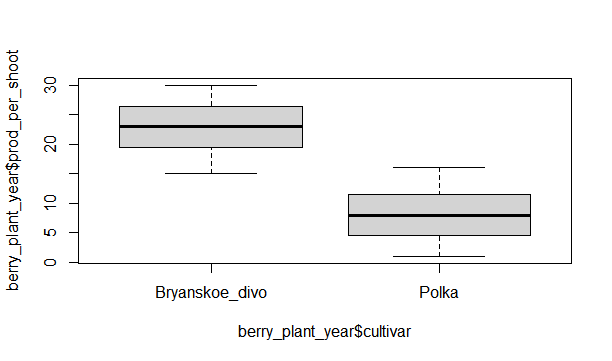 berry_plant_year$prod_per_shoot
30
20
10
5
0
Bryanskoe_divo Polka
berry_plant_year$cultivar